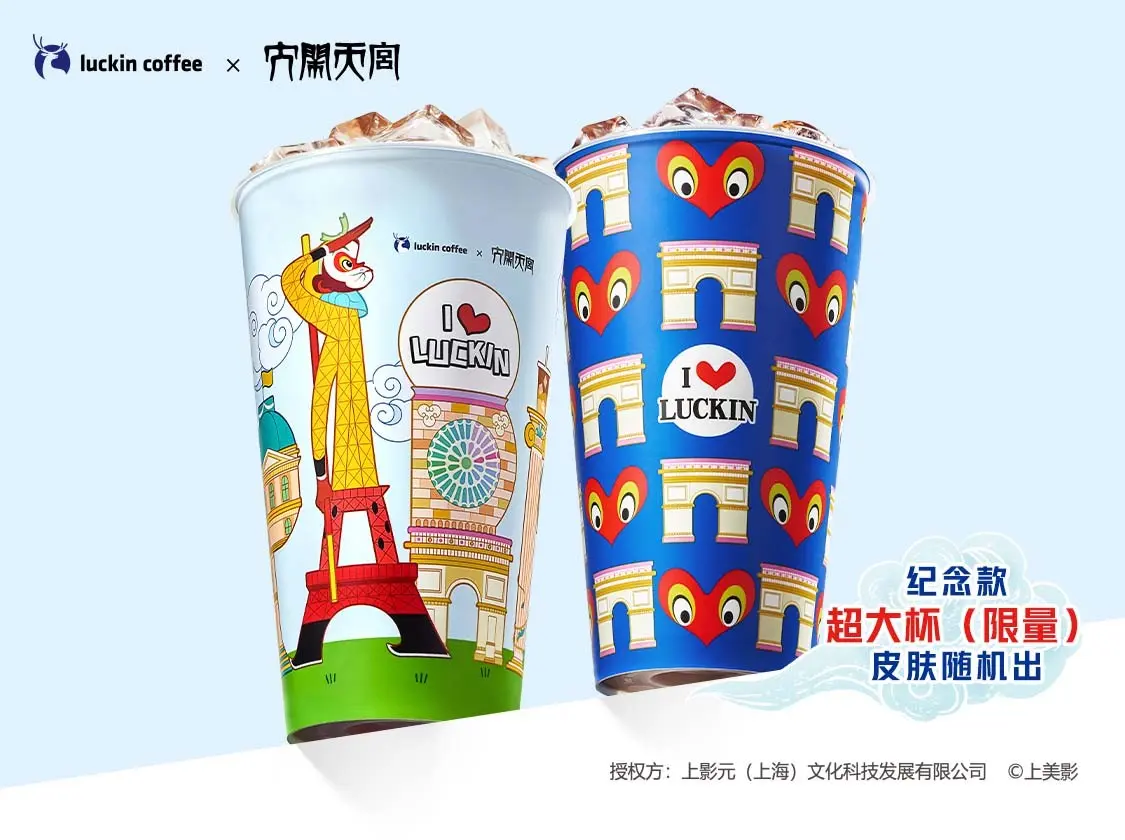 luckin coffee × 大闹天宫
luckin coffee × 大闹天宫
I ❤
LUCKIN
I ❤
LUCKIN
纪念款
超大杯（限量）
皮肤随机出
授权方：上影元（上海）文化科技发展有限公司 ©上美影